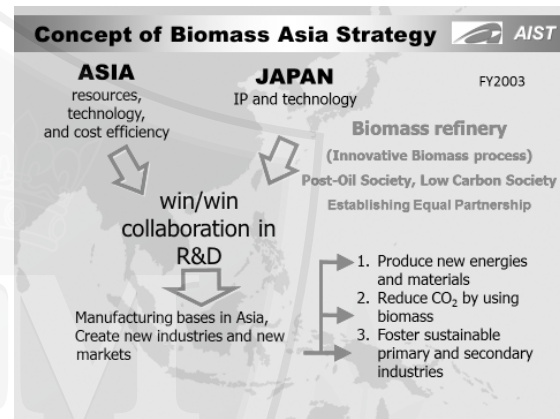 Concept of Biomass Asia Strategy
AIST
ASIA
resources,
technology,
and cost efficiency
JAPAN
IP and technology
FY2003
Biomass refinery
(Innovative Biomass process)
Post-Oil Society, Low Carbon Society
Establishing Equal Partnership
win/win
collaboration in
R&D
Manufacturing bases in Asia,
Create new industries and new
markets
1. Produce new energies
and materials
2. Reduce CO₂ by using
biomass
3. Foster sustainable
primary and secondary
industries